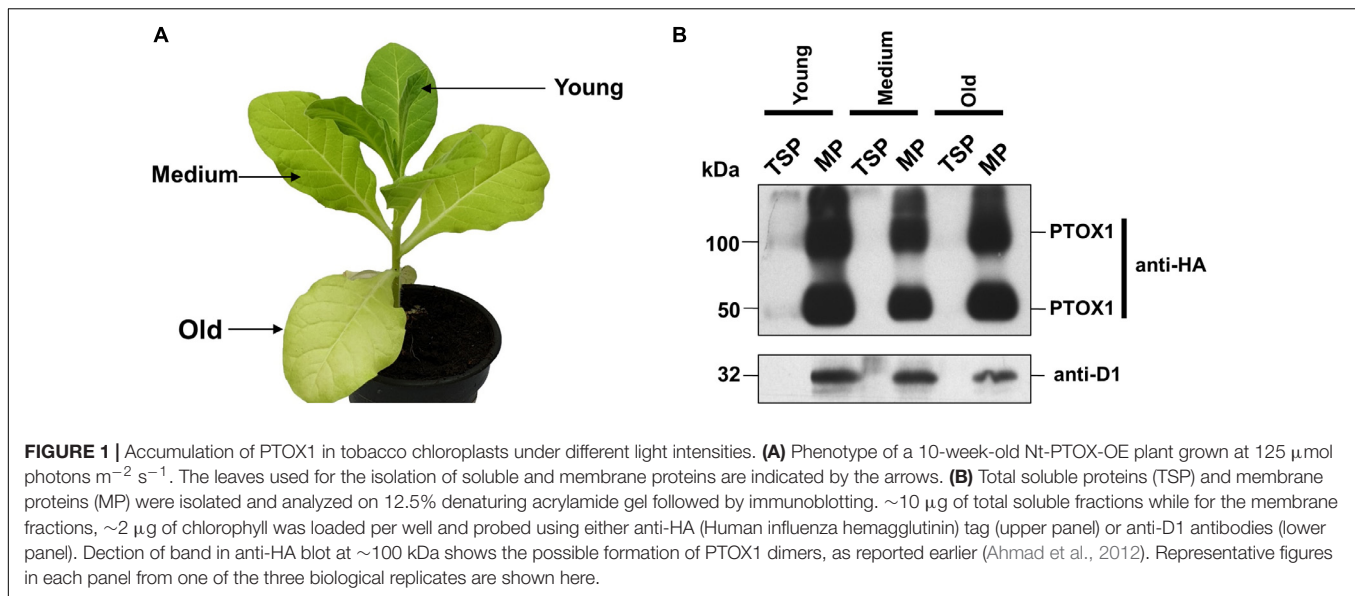 A
Young
Medium
Old
B
Young
Medium
Old
TSP
MP
TSP
MP
TSP
MP
kDa
100
PTOX1
anti-HA
50
PTOX1
32
anti-D1
FIGURE 1 | Accumulation of PTOX1 in tobacco chloroplasts under different light intensities. (A) Phenotype of a 10-week-old Nt-PTOX-OE plant grown at 125 μmol
photons m−2 s−1. The leaves used for the isolation of soluble and membrane proteins are indicated by the arrows. (B) Total soluble proteins (TSP) and membrane
proteins (MP) were isolated and analyzed on 12.5% denaturing acrylamide gel followed by immunoblotting. ∼10 μg of total soluble fractions while for the membrane
fractions, ∼2 μg of chlorophyll was loaded per well and probed using either anti-HA (Human influenza hemagglutinin) tag (upper panel) or anti-D1 antibodies (lower
panel). Dection of band in anti-HA blot at ∼100 kDa shows the possible formation of PTOX1 dimers, as reported earlier (Ahmad et al., 2012). Representative figures
in each panel from one of the three biological replicates are shown here.